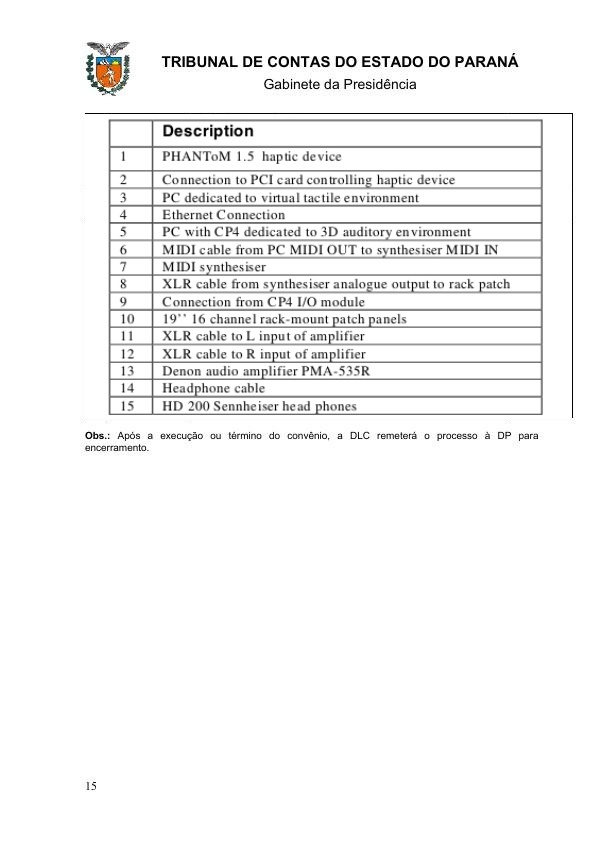 TRIBUNAL DE CONTAS DO ESTADO DO PARANÁ
Gabinete da Presidência
Description
1 PHANToM 1.5 haptic device
2 Connection to PCI card controlling haptic device
3 PC dedicated to virtual tactile environment
4 Ethernet Connection
5 PC with CP4 dedicated to 3D auditory environment
6 MIDI cable from PC MIDI OUT to synthesiser MIDI IN
7 MIDI synthesiser
8 XLR cable from synthesiser analogue output to rack patch
9 Connection from CP4 I/O module
10 19’’ 16 channel rack-mount patch panels
11 XLR cable to L input of amplifier
12 XLR cable to R input of amplifier
13 Denon audio amplifier PMA-535R
14 Headphone cable
15 HD 200 Sennheiser head phones
Obs.: Após a execução ou término do convênio, a DLC remeterá o processo à DP para
encerramento.
15